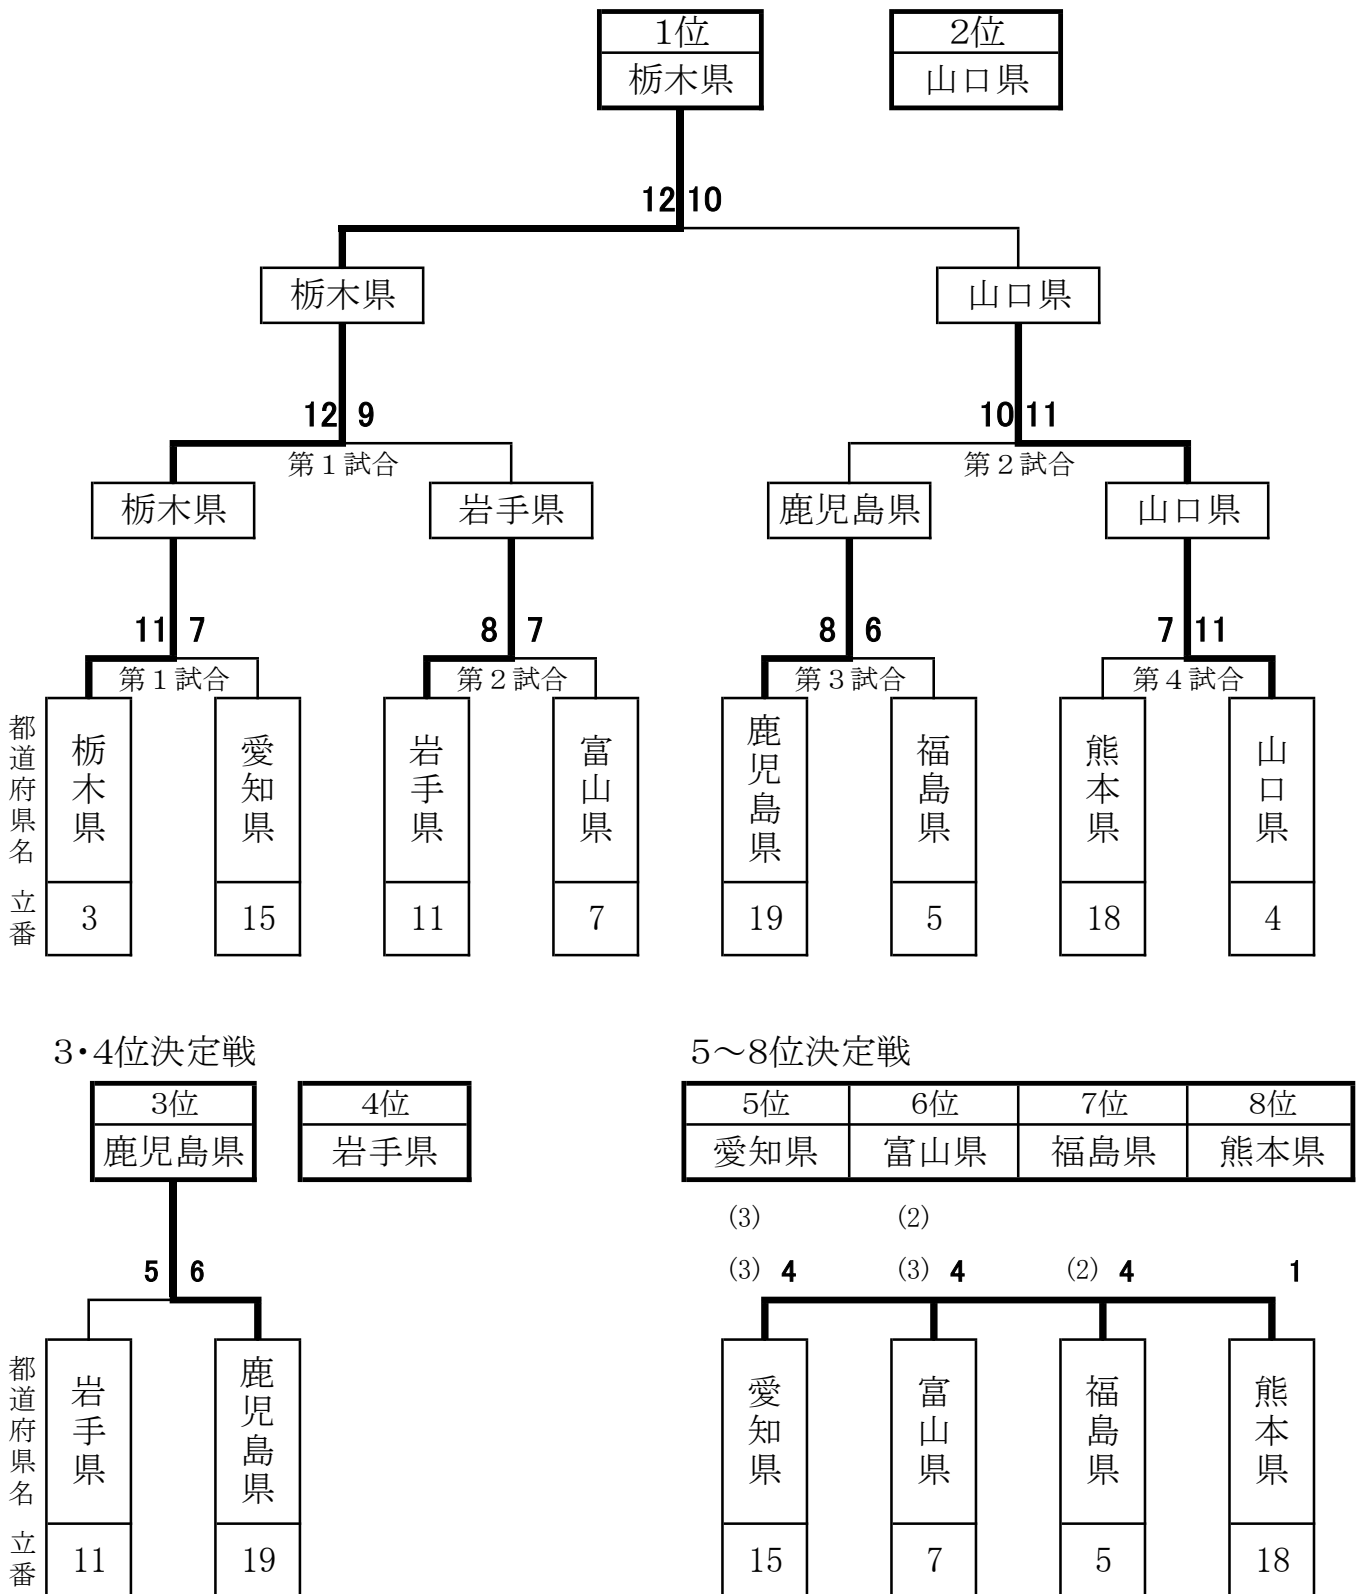 1位 2位
栃木県 山口県
12 10
栃木県 山口県
12 9 10 11
第1試合 第2試合
栃木県 岩手県 鹿児島県 山口県
11 7 8 7 8 6 7 11
第1試合 第2試合 第3試合 第4試合
都道府県名 栃木県 愛知県 岩手県 富山県 鹿児島県 福島県 熊本県 山口県
立番 3 15 11 7 19 5 18 4
3・4位決定戦
3位 4位
鹿児島県 岩手県
5 6
都道府県名 岩手県 鹿児島県
立番 11 19
5～8位決定戦
5位 6位 7位 8位
愛知県 富山県 福島県 熊本県
(3) (2)
(3) 4 (3) 4 (2) 4 1
愛知県 富山県 福島県 熊本県
15 7 5 18